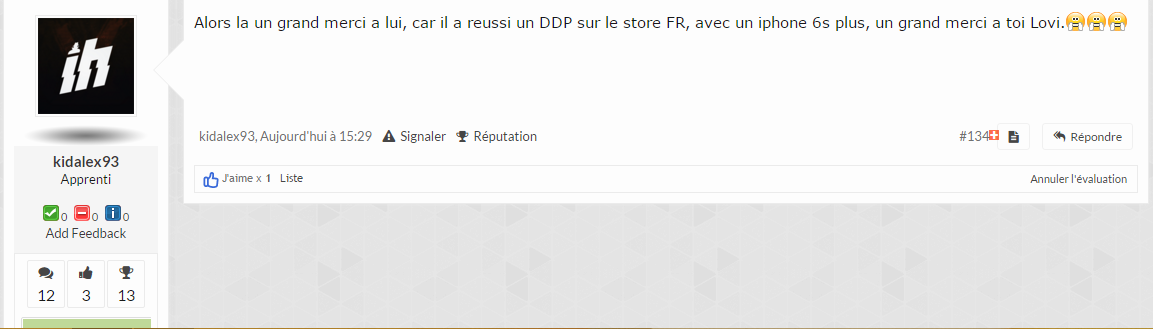 Alors la un grand merci a lui, car il a reussi un DDP sur le store FR, avec un iphone 6s plus, un grand merci a toi Lovi.
ih
kidalex93, Aujourd'hui à 15:29 Signaler Réputation #134 Répondre
kidalex93
Apprenti
J'aime x 1 Liste Annuler l'évaluation
0 0 0
Add Feedback
12 3 13